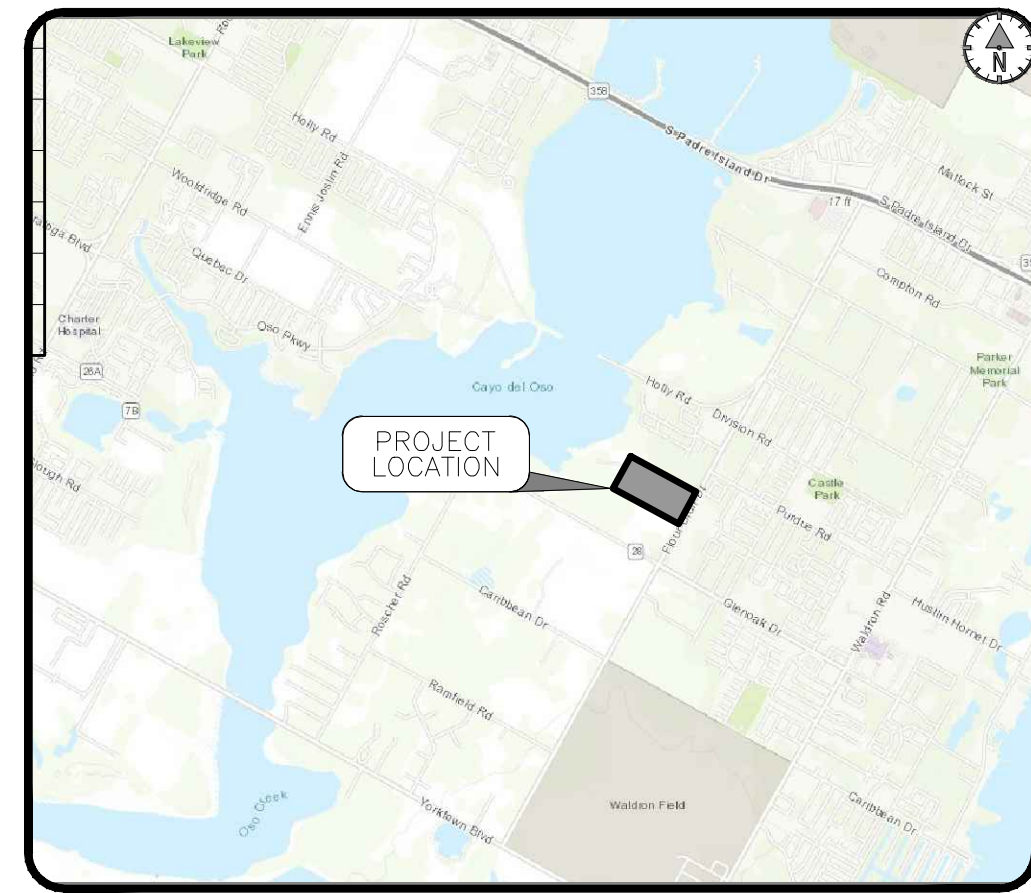 N
Lakeview
Park
358
Holly Rd
Ennis Joslin Rd
S Padre Island Dr
Matlock St
Wooldridge Rd
17 ft
S Padre Island Dr
Quebec Dr
Compton Rd
Charter
Hospital
Oso Pkwy
Parker
Memorial
Park
26A
Cayo del Oso
Holly Rd
7B
Division Rd
PROJECT
LOCATION
Castle
Park
Purdue Rd
28
Caribbean Dr
Roscher Rd
Glenoak Dr
Waldron Rd
Hustlin Hornet Dr
Ramfield Rd
Waldron Field
Oso Creek
Yorktown Blvd
Caribbean Dr